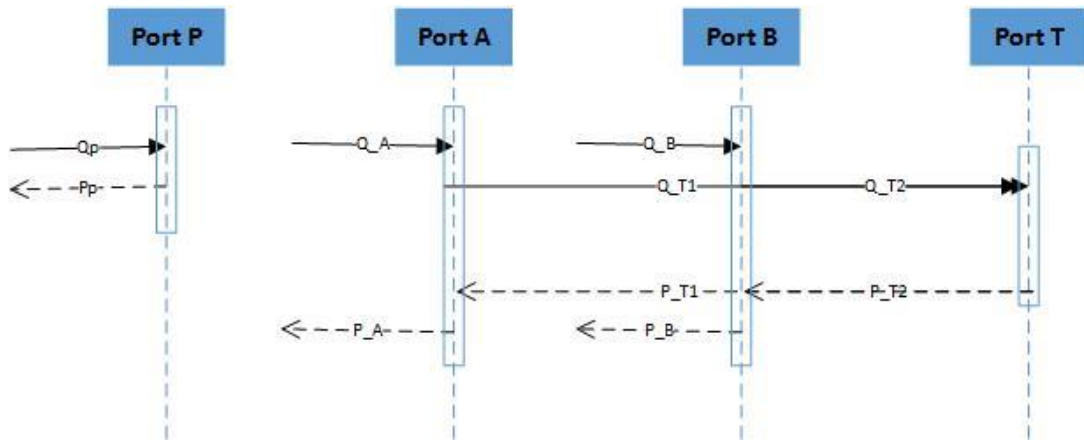 Port P Port A Port B Port T
Qp Q_A Q_B
Pp Q_T1 Q_T2
P_T1 P_T2
P_A P_B